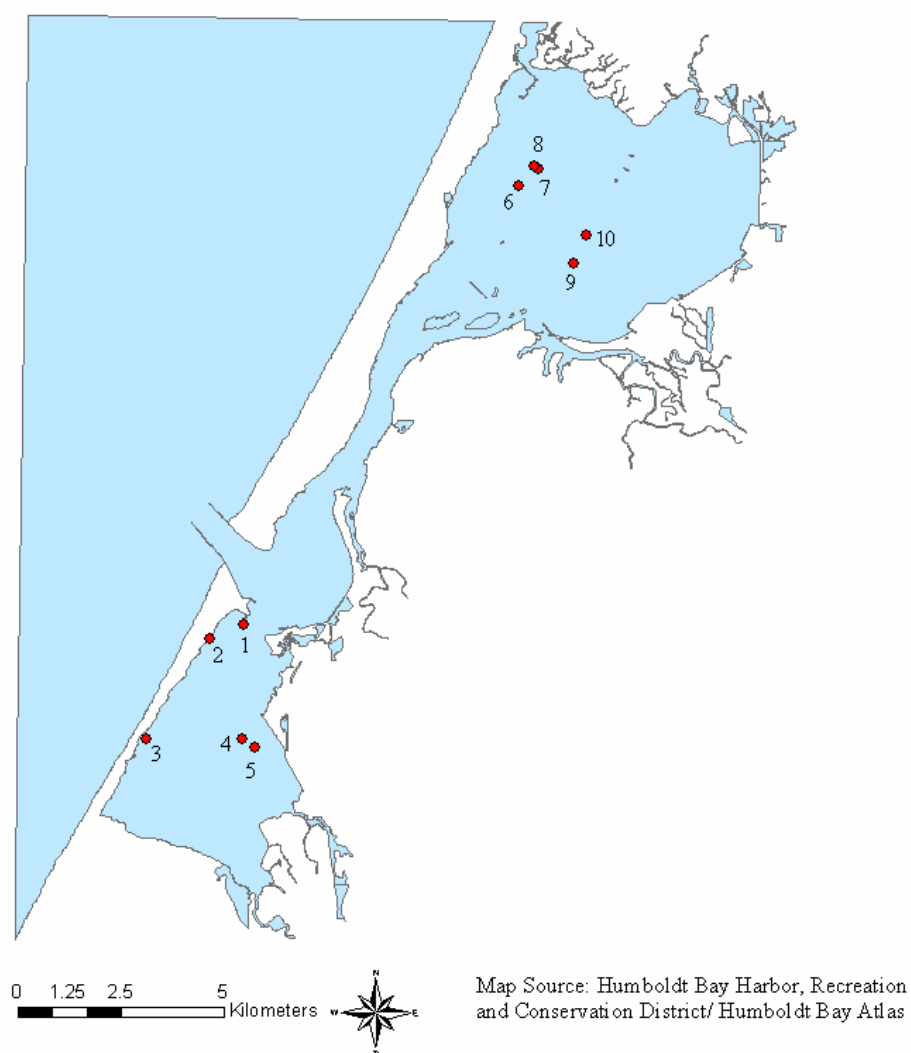 8
7
6
10
9
1
2
3
4
5
0 1.25 2.5 5
Kilometers
N
W E
Map Source: Humboldt Bay Harbor, Recreation
and Conservation District/ Humboldt Bay Atlas